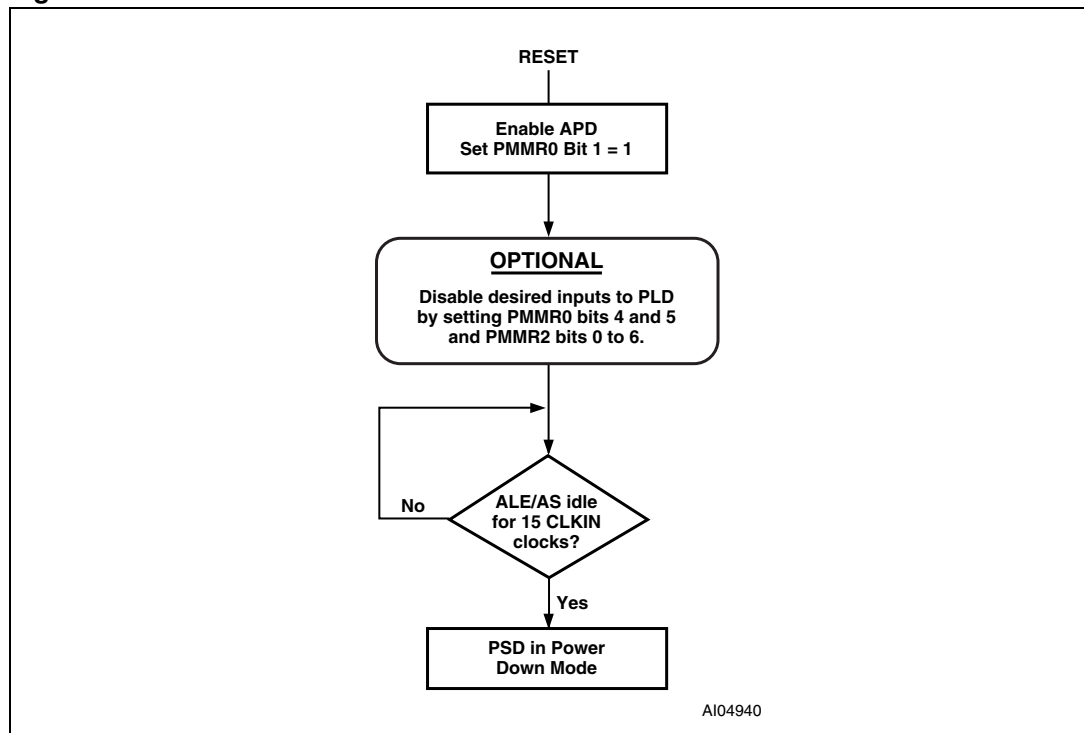 RESET
Enable APD
Set PMMR0 Bit 1 = 1
OPTIONAL
Disable desired inputs to PLD
by setting PMMR0 bits 4 and 5
and PMMR2 bits 0 to 6.
No
ALE/AS idle
for 15 CLKIN
clocks?
Yes
PSD in Power
Down Mode
AI04940